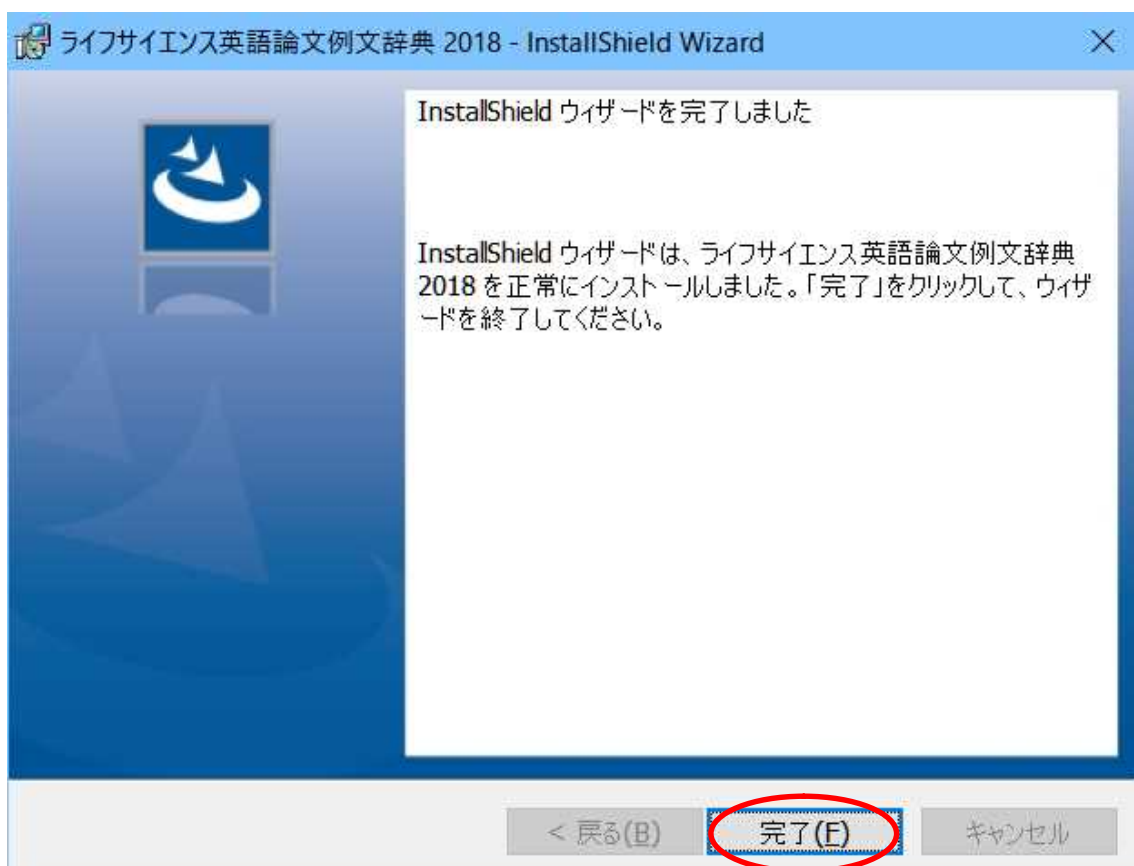 ライフサイエンス英語論文例文辞典 2018 - InstallShield Wizard
InstallShield ウィザードを完了しました
InstallShield ウィザードは、ライフサイエンス英語論文例文辞典
2018 を正常にインストールしました。「完了」をクリックして、ウィザ
ードを終了してください。
< 戻る(B) 完了(F) キャンセル